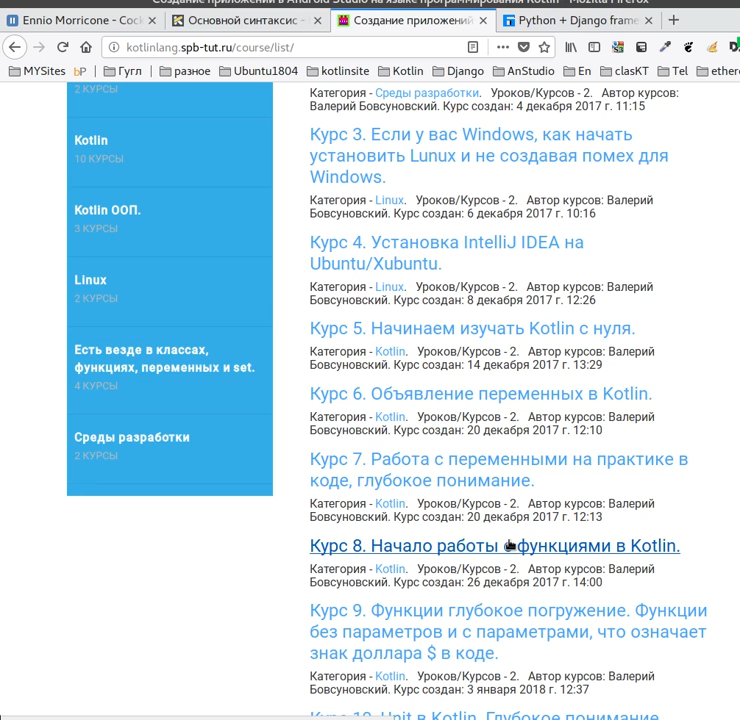 Создание приложений в Android Studio на языке программирования Kotlin - Mozilla Firefox
Ennio Morricone - Cock
Основной синтаксис -
Создание приложений
Python + Django frame
kotlinlang.spb-tut.ru/course/list/
MYSites
bP
Гугл
разное
Ubuntu1804
kotlinsite
Kotlin
Django
AnStudio
En
clasKT
Tel
ether
2 КУРСЫ
Kotlin
10 КУРСЫ
Kotlin ООП.
3 КУРСЫ
Linux
2 КУРСЫ
Есть везде в классах,
функциях, переменных и set.
4 КУРСЫ
Среды разработки
2 КУРСЫ
Категория - Среды разработки. Уроков/Курсов - 2. Автор курсов:
Валерий Бовсуновский. Курс создан: 4 декабря 2017 г. 11:15
Курс 3. Если у вас Windows, как начать
установить Lunux и не создавая помех для
Windows.
Категория - Linux. Уроков/Курсов - 2. Автор курсов: Валерий
Бовсуновский. Курс создан: 6 декабря 2017 г. 10:16
Курс 4. Установка IntelliJ IDEA на
Ubuntu/Xubuntu.
Категория - Linux. Уроков/Курсов - 2. Автор курсов: Валерий
Бовсуновский. Курс создан: 8 декабря 2017 г. 12:26
Курс 5. Начинаем изучать Kotlin с нуля.
Категория - Kotlin. Уроков/Курсов - 2. Автор курсов: Валерий
Бовсуновский. Курс создан: 14 декабря 2017 г. 13:29
Курс 6. Объявление переменных в Kotlin.
Категория - Kotlin. Уроков/Курсов - 2. Автор курсов: Валерий
Бовсуновский. Курс создан: 20 декабря 2017 г. 12:10
Курс 7. Работа с переменными на практике в
коде, глубокое понимание.
Категория - Kotlin. Уроков/Курсов - 2. Автор курсов: Валерий
Бовсуновский. Курс создан: 20 декабря 2017 г. 12:13
Курс 8. Начало работы с функциями в Kotlin.
Категория - Kotlin. Уроков/Курсов - 2. Автор курсов: Валерий
Бовсуновский. Курс создан: 26 декабря 2017 г. 14:00
Курс 9. Функции глубокое погружение. Функции
без параметров и с параметрами, что означает
знак доллара $ в коде.
Категория - Kotlin. Уроков/Курсов - 2. Автор курсов: Валерий
Бовсуновский. Курс создан: 3 января 2018 г. 12:37
Курс 10. Unit в Kotlin. Глубокое понимание